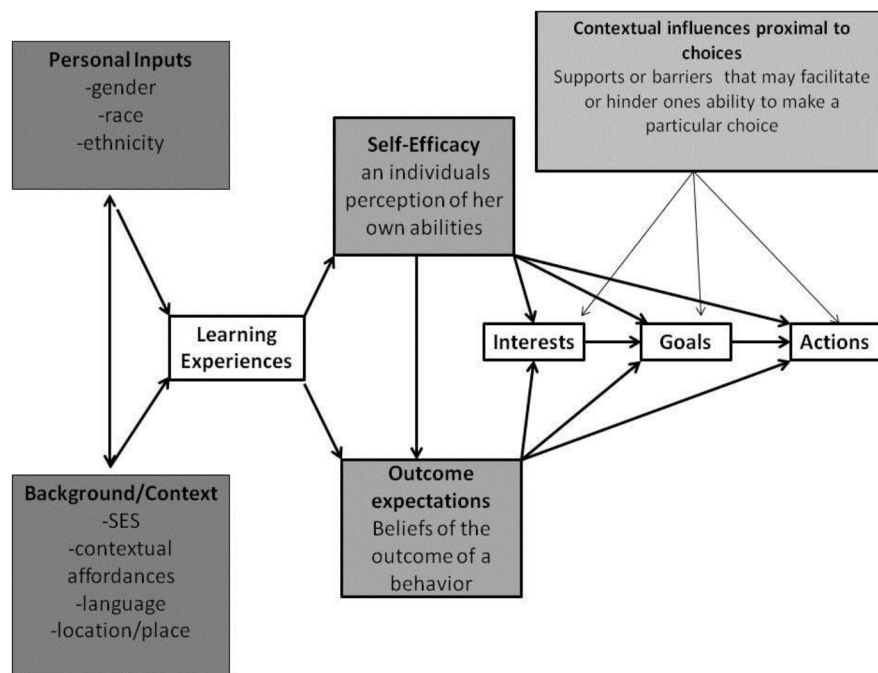 Personal Inputs
-gender
-race
-ethnicity
Contextual influences proximal to
choices
Supports or barriers that may facilitate
or hinder ones ability to make a
particular choice
Self-Efficacy
an individuals
perception of her
own abilities
Learning
Experiences
Interests
Goals
Actions
Background/Context
-SES
-contextual
affordances
-language
-location/place
Outcome
expectations
Beliefs of the
outcome of a
behavior